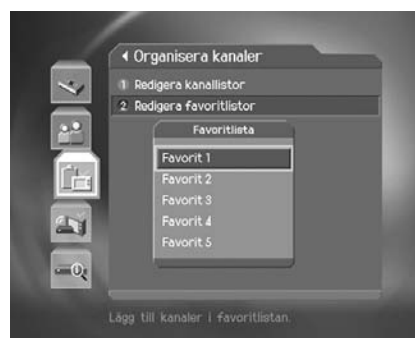 Organisera kanaler
1 Redigera kanallistor
2 Redigera favoritlistor
Favoritlista
Favorit 1
Favorit 2
Favorit 3
Favorit 4
Favorit 5
Lägg till kanaler i favoritlistan.